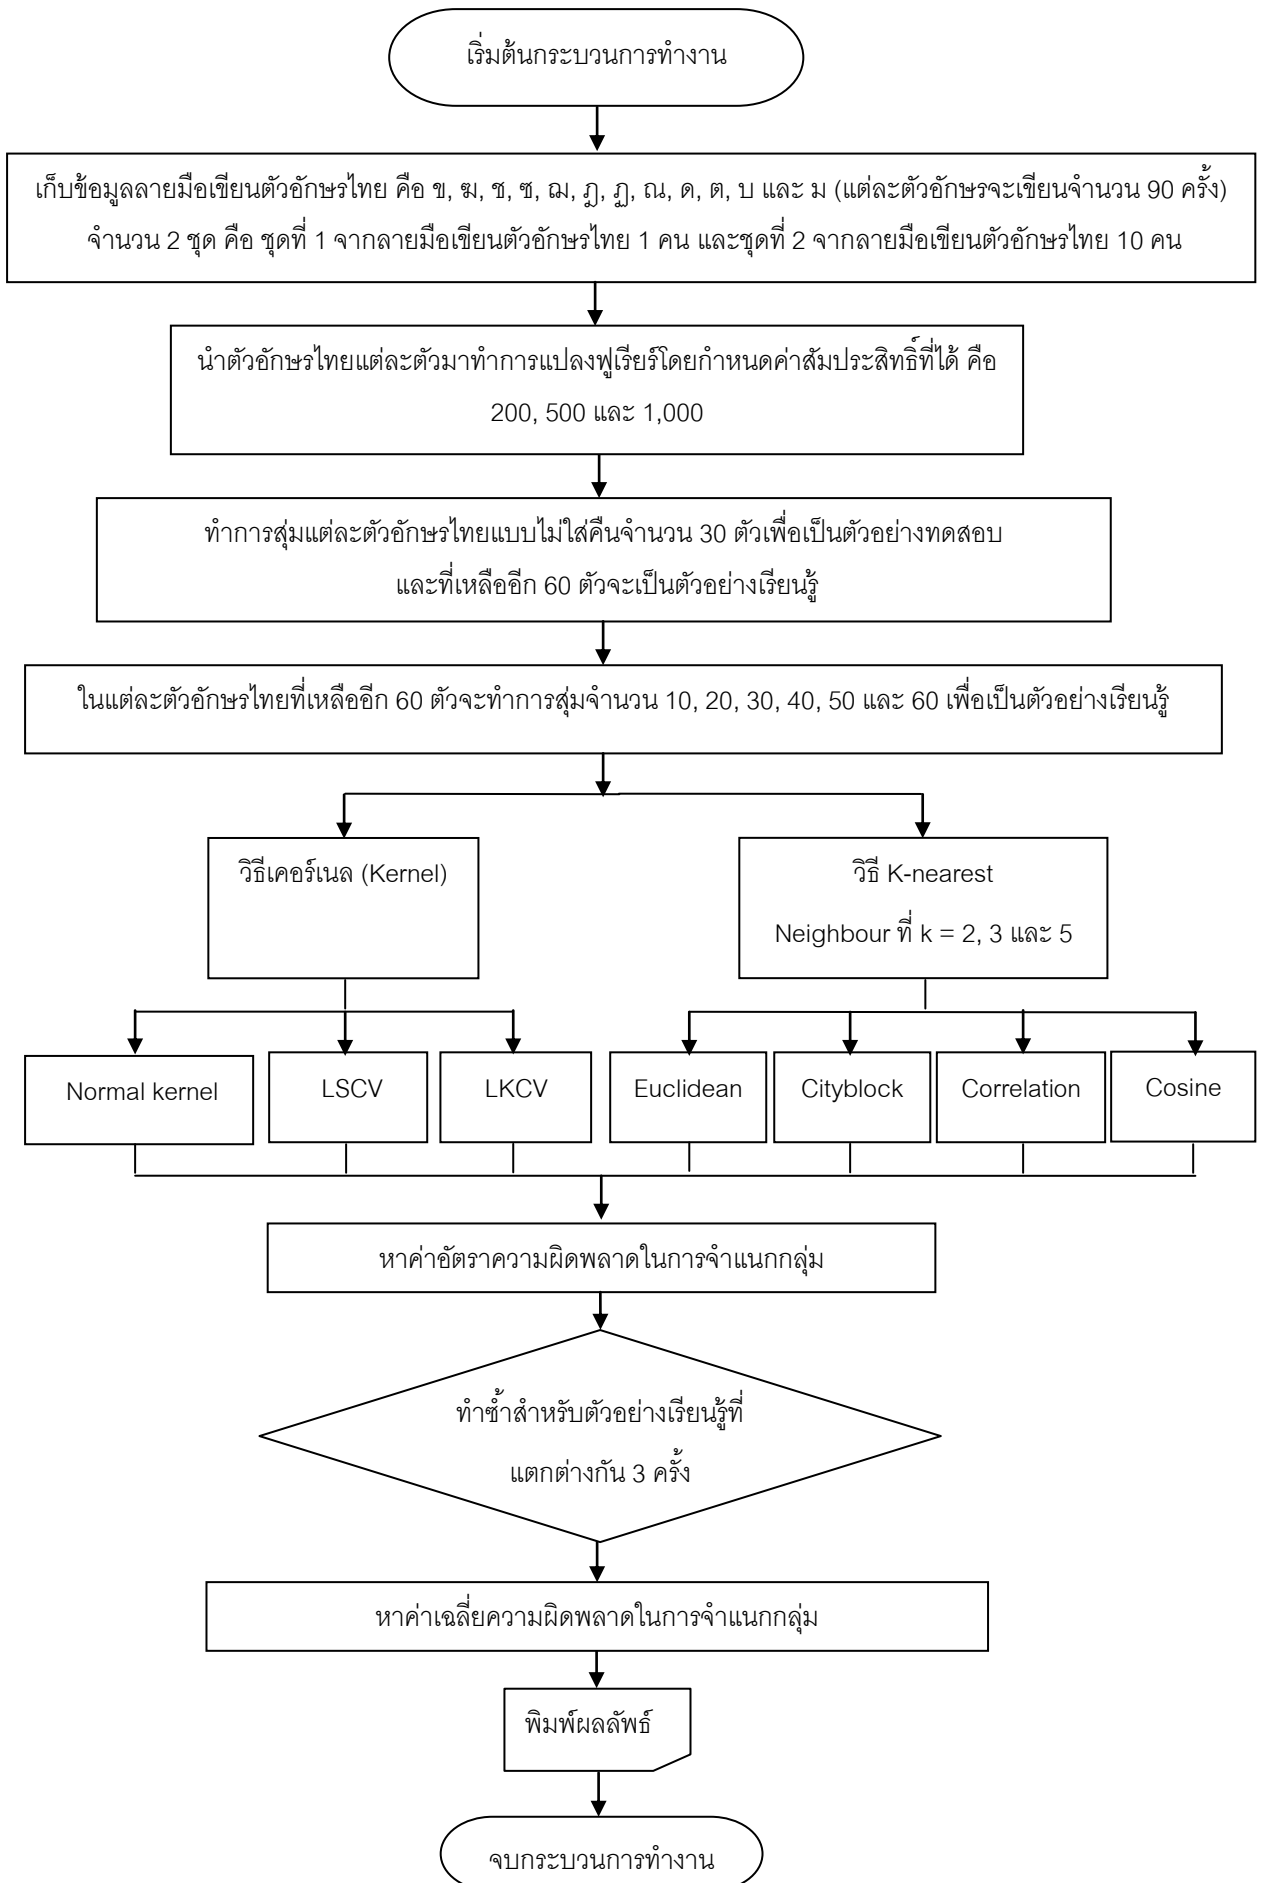 เริ่มต้นกระบวนการทำงาน
เก็บข้อมูลลายมือเขียนตัวอักษรไทย คือ ข, ฆ, ช, ซ, ฌ, ฎ, ฏ, ณ, ด, ต, บ และ ม (แต่ละตัวอักษรจะเขียนจำนวน 90 ครั้ง)
จำนวน 2 ชุด คือ ชุดที่ 1 จากลายมือเขียนตัวอักษรไทย 1 คน และชุดที่ 2 จากลายมือเขียนตัวอักษรไทย 10 คน
นำตัวอักษรไทยแต่ละตัวมาทำการแปลงฟูเรียร์โดยกำหนดค่าสัมประสิทธิ์ที่ได้ คือ
200, 500 และ 1,000
ทำการสุ่มแต่ละตัวอักษรไทยแบบไม่ใส่คืนจำนวน 30 ตัวเพื่อเป็นตัวอย่างทดสอบ
และที่เหลืออีก 60 ตัวจะเป็นตัวอย่างเรียนรู้
ในแต่ละตัวอักษรไทยที่เหลืออีก 60 ตัวจะทำการสุ่มจำนวน 10, 20, 30, 40, 50 และ 60 เพื่อเป็นตัวอย่างเรียนรู้
วิธีเคอร์เนล (Kernel)
วิธี K-nearest
Neighbour ที่ k = 2, 3 และ 5
Normal kernel
LSCV
LKCV
Euclidean
Cityblock
Correlation
Cosine
หาค่าอัตราความผิดพลาดในการจำแนกกลุ่ม
ทำซ้ำสำหรับตัวอย่างเรียนรู้ที่
แตกต่างกัน 3 ครั้ง
หาค่าเฉลี่ยความผิดพลาดในการจำแนกกลุ่ม
พิมพ์ผลลัพธ์
จบกระบวนการทำงาน